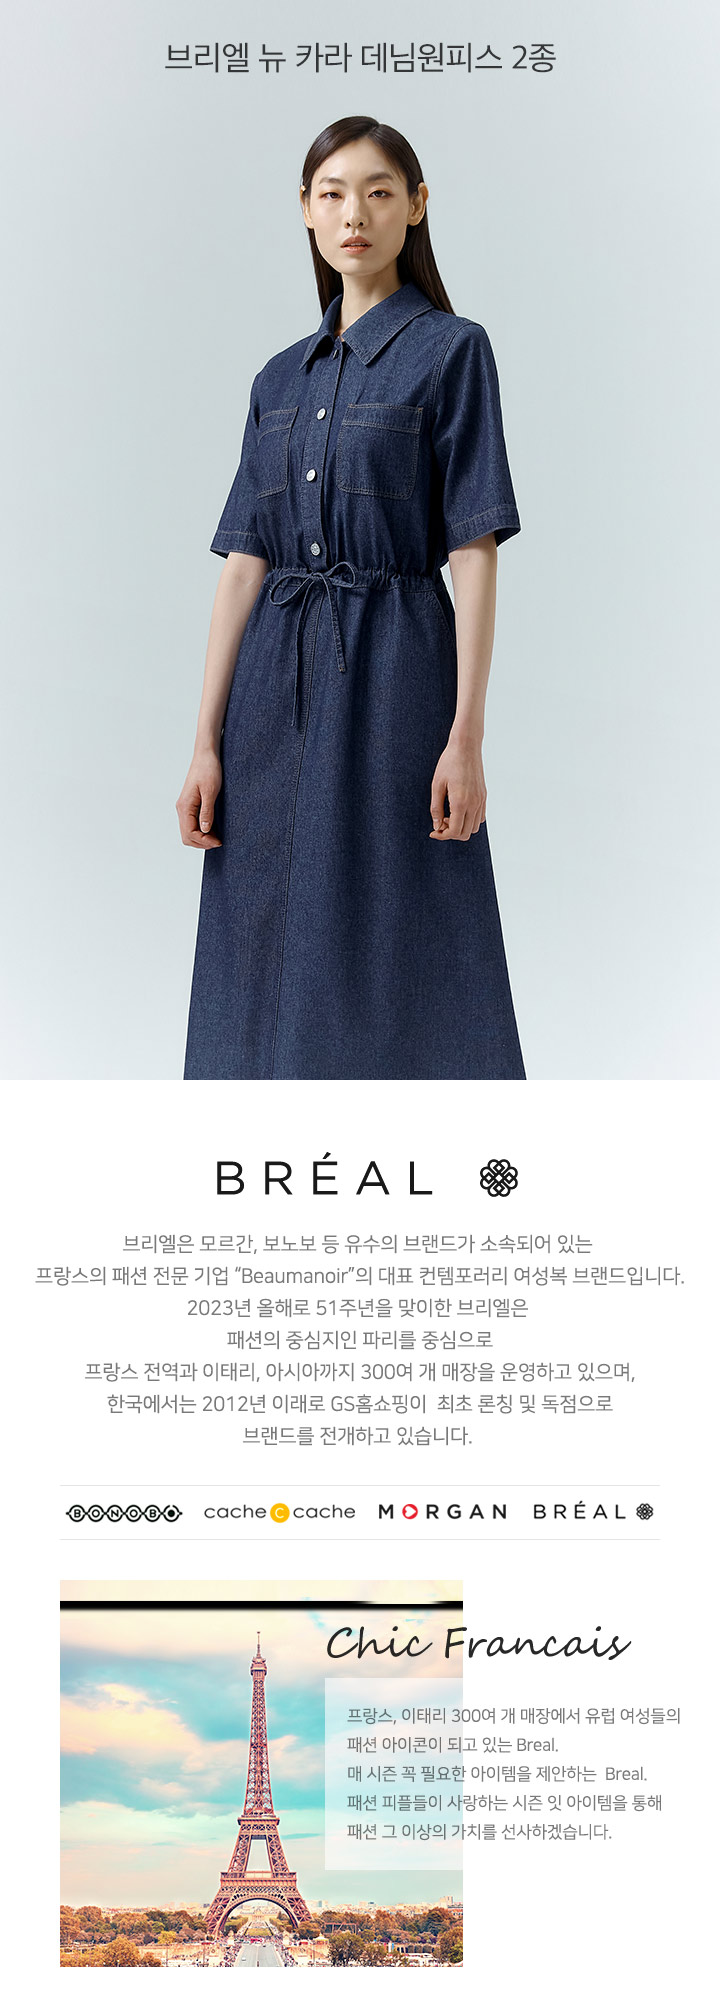 브리엘 뉴 카라 데님원피스 2종
BRÉAL
브리엘은 모르간, 보노보 등 유수의 브랜드가 소속되어 있는
프랑스의 패션 전문 기업 “Beaumanoir”의 대표 컨템포러리 여성복 브랜드입니다.
2023년 올해로 51주년을 맞이한 브리엘은
패션의 중심지인 파리를 중심으로
프랑스 전역과 이태리, 아시아까지 300여 개 매장을 운영하고 있으며,
한국에서는 2012년 이래로 GS홈쇼핑이 최초 론칭 및 독점으로
브랜드를 전개하고 있습니다.
BONOBO cache C cache MORGAN BRÉAL
Chic Francais
프랑스, 이태리 300여 개 매장에서 유럽 여성들의
패션 아이콘이 되고 있는 Breal.
매 시즌 꼭 필요한 아이템을 제안하는 Breal.
패션 피플들이 사랑하는 시즌 잇 아이템을 통해
패션 그 이상의 가치를 선사하겠습니다.